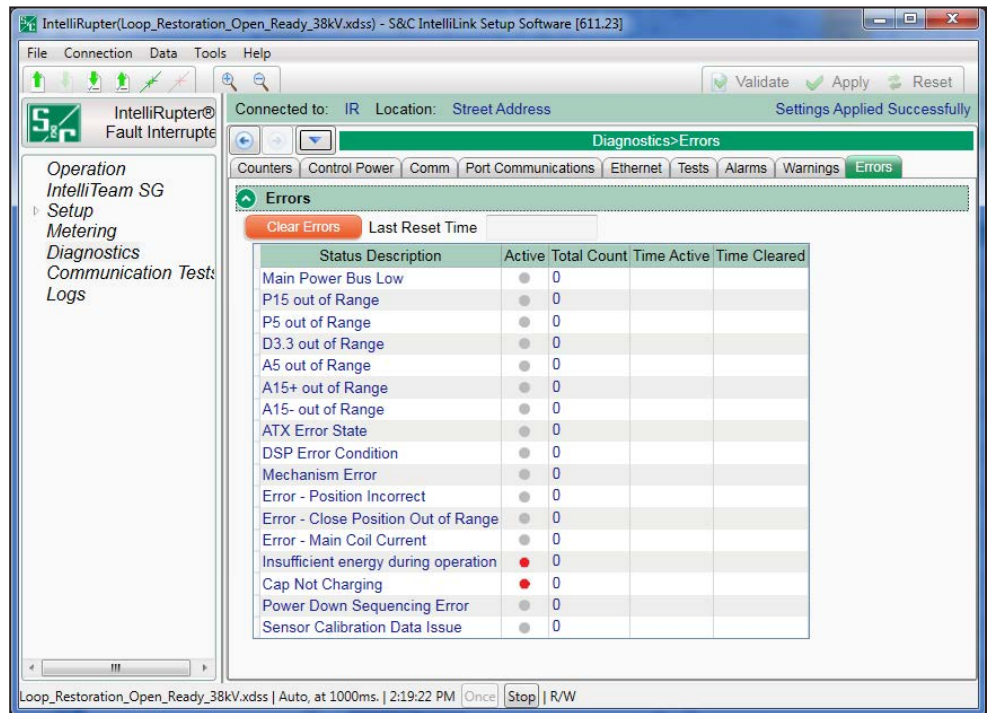 IntelliRupter(Loop_Restoration_Open_Ready_38kV.xdss) - S&C IntelliLink Setup Software [611.23]
File Connection Data Tools Help
Validate Apply Reset
S&C
IntelliRupter®
Fault Interrupte
Connected to: IR Location: Street Address Settings Applied Successfully
Diagnostics>Errors
Counters Control Power Comm Port Communications Ethernet Tests Alarms Warnings Errors
Operation
IntelliTeam SG
Setup
Metering
Diagnostics
Communication Tests
Logs
Errors
Clear Errors Last Reset Time
Status Description Active Total Count Time Active Time Cleared
Main Power Bus Low 0
P15 out of Range 0
P5 out of Range 0
D3.3 out of Range 0
A5 out of Range 0
A15+ out of Range 0
A15- out of Range 0
ATX Error State 0
DSP Error Condition 0
Mechanism Error 0
Error - Position Incorrect 0
Error - Close Position Out of Range 0
Error - Main Coil Current 0
Insufficient energy during operation 0
Cap Not Charging 0
Power Down Sequencing Error 0
Sensor Calibration Data Issue 0
Loop_Restoration_Open_Ready_38kV.xdss | Auto, at 1000ms. | 2:19:22 PM Once Stop | R/W